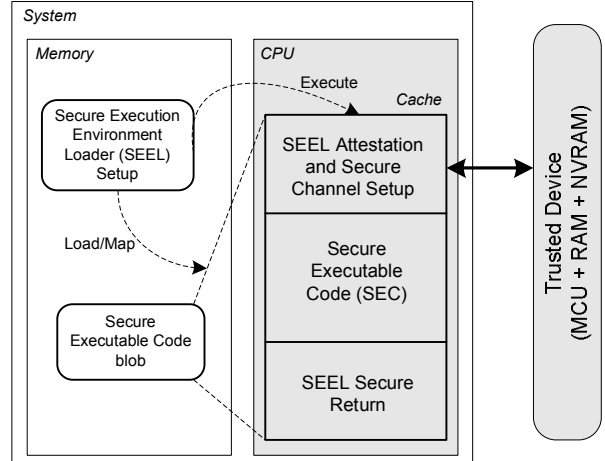 System
Memory
CPU
Execute
Cache
Secure Execution
Environment
Loader (SEEL)
Setup
SEEL Attestation
and Secure
Channel Setup
Load/Map
Secure
Executable
Code (SEC)
Secure
Executable Code
blob
SEEL Secure
Return
Trusted Device
(MCU + RAM + NVRAM)